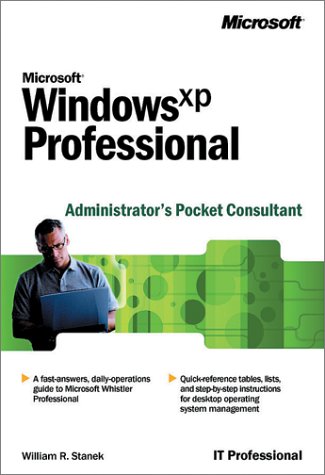 Microsoft®
Microsoft®
Windows xp
Professional
Administrator's Pocket Consultant
A fast-answers, daily-operations
guide to Microsoft Whistler
Professional
Quick-reference tables, lists,
and step-by-step instructions
for desktop operating
system management
William R. Stanek
IT Professional